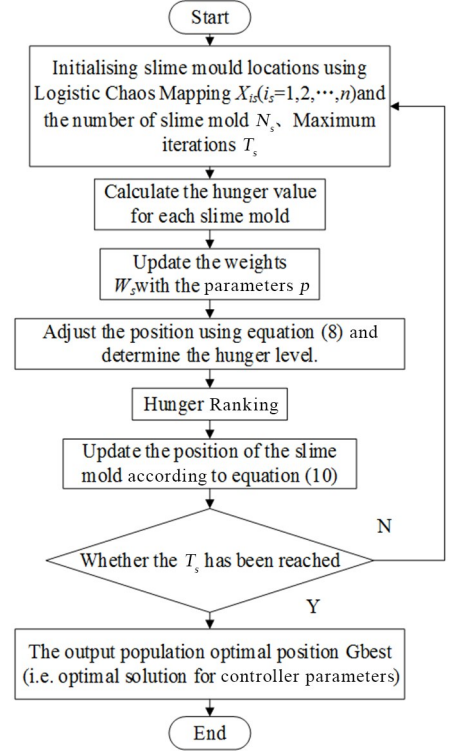 Start
Initialising slime mould locations using
Logistic Chaos Mapping Xis(is=1,2,⋯,n)and
the number of slime mold Ns、Maximum
iterations Ts
Calculate the hunger value
for each slime mold
Update the weights
Wswith the parameters p
Adjust the position using equation (8) and
determine the hunger level.
Hunger Ranking
Update the position of the slime
mold according to equation (10)
Whether the Ts has been reached
N
Y
The output population optimal position Gbest
(i.e. optimal solution for controller parameters)
End